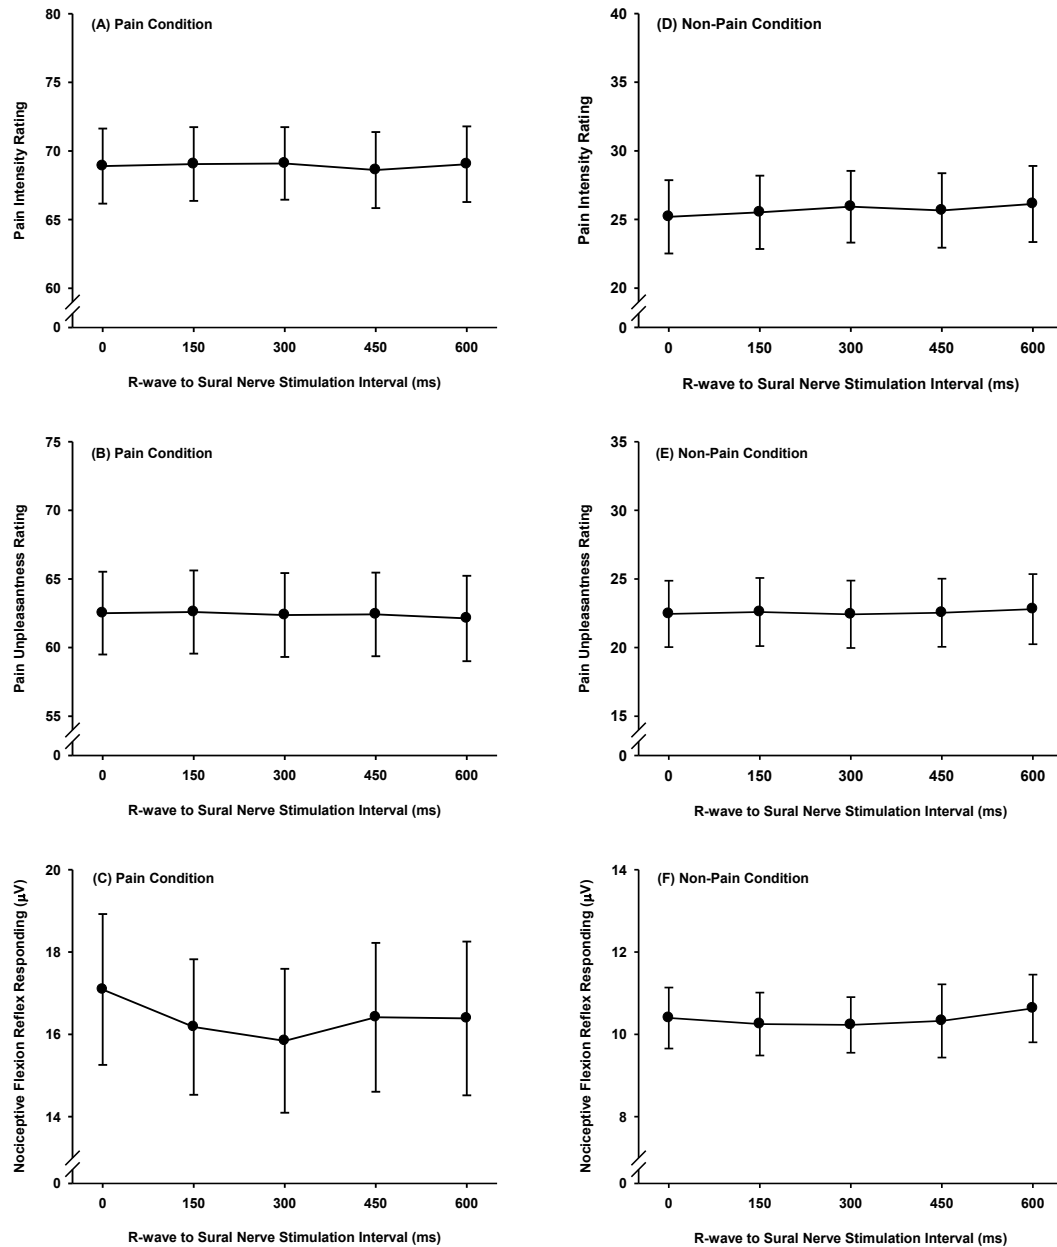 (A) Pain Condition
Pain Intensity Rating
80
75
70
65
60
0
0 150 300 450 600
R-wave to Sural Nerve Stimulation Interval (ms)
(D) Non-Pain Condition
Pain Intensity Rating
40
35
30
25
20
0
0 150 300 450 600
R-wave to Sural Nerve Stimulation Interval (ms)
(B) Pain Condition
Pain Unpleasantness Rating
75
70
65
60
55
0
0 150 300 450 600
R-wave to Sural Nerve Stimulation Interval (ms)
(E) Non-Pain Condition
Pain Unpleasantness Rating
35
30
25
20
15
0
0 150 300 450 600
R-wave to Sural Nerve Stimulation Interval (ms)
(C) Pain Condition
Nociceptive Flexion Reflex Responding (μV)
20
18
16
14
0
0 150 300 450 600
R-wave to Sural Nerve Stimulation Interval (ms)
(F) Non-Pain Condition
Nociceptive Flexion Reflex Responding (μV)
14
12
10
8
0
0 150 300 450 600
R-wave to Sural Nerve Stimulation Interval (ms)